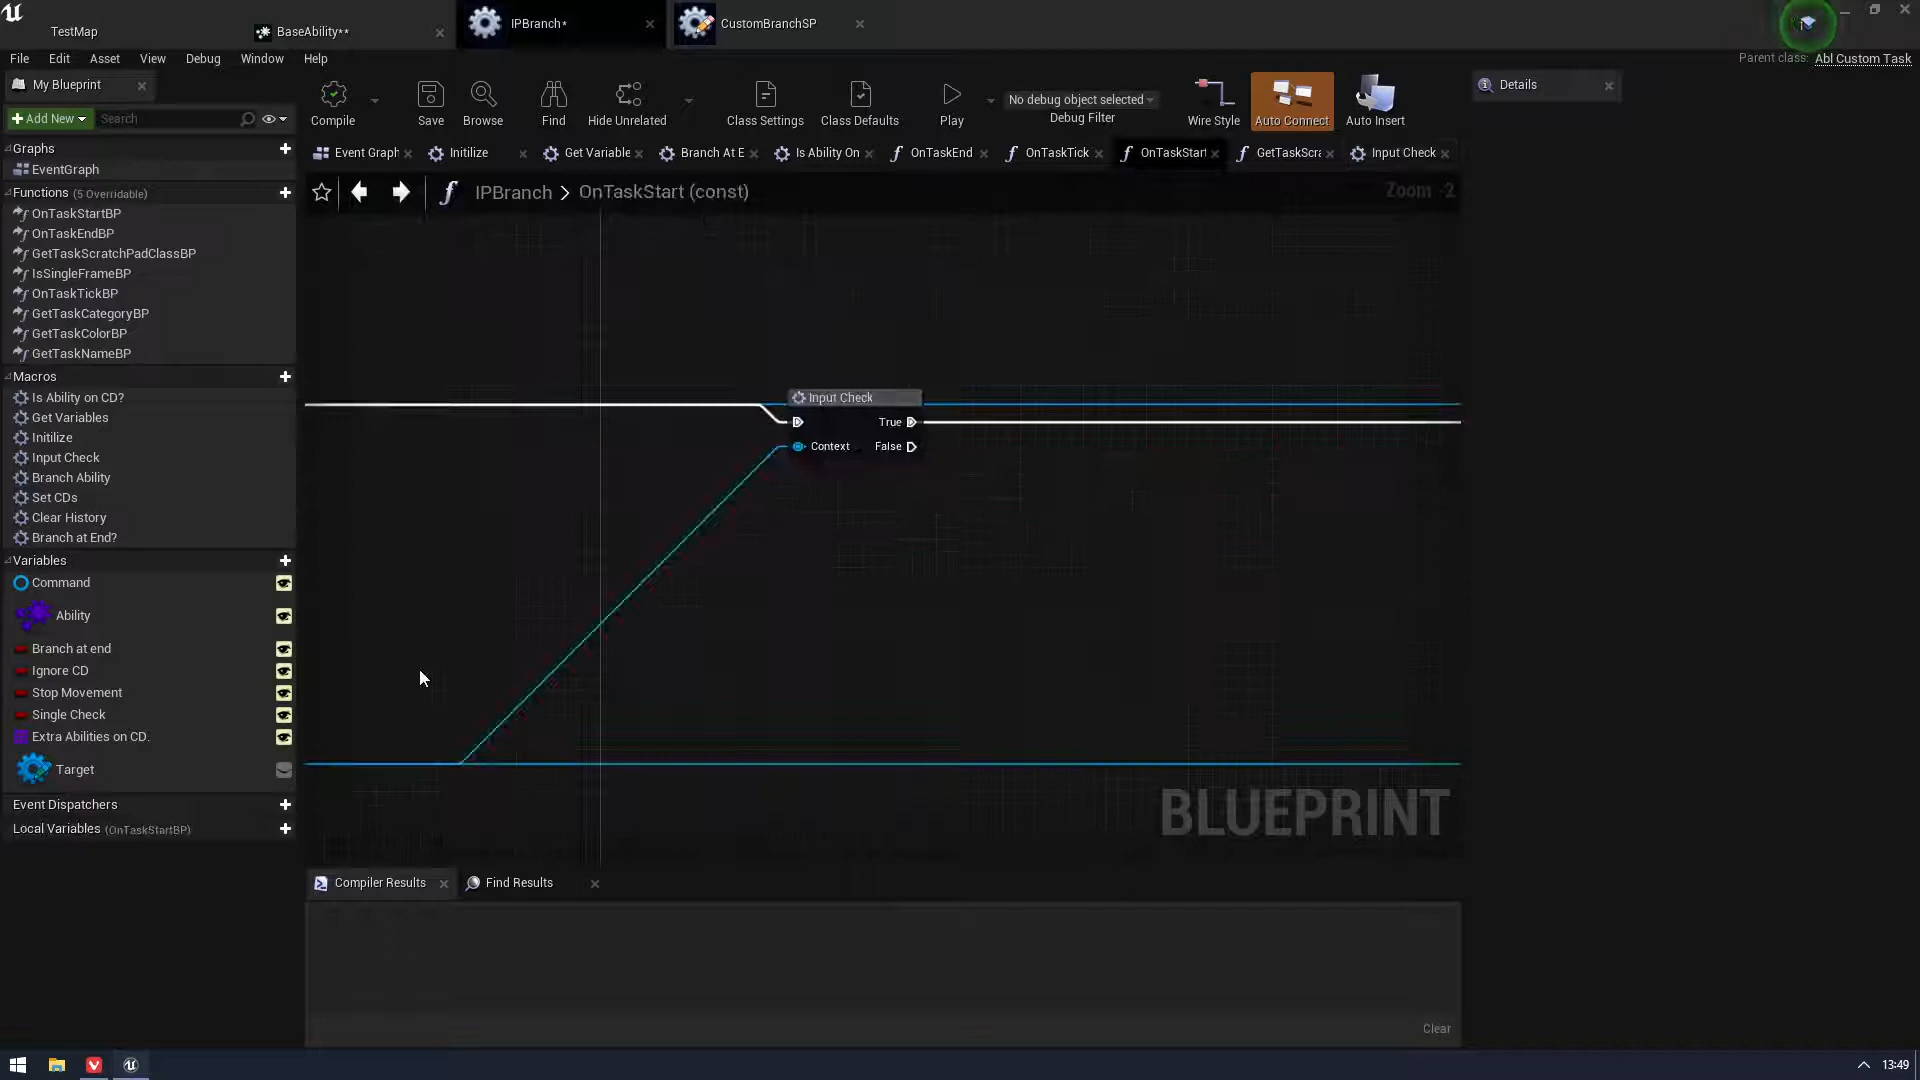 TestMap
BaseAbility**
IPBranch*
CustomBranchSP
File Edit Asset View Debug Window Help
Parent class: Abl Custom Task
My Blueprint
Add New
Search
Compile
Save
Browse
Find
Hide Unrelated
Class Settings
Class Defaults
Play
No debug object selected
Debug Filter
Wire Style
Auto Connect
Auto Insert
Details
Event Graph
Initilize
Get Variable
Branch At E
Is Ability On
OnTaskEnd
OnTaskTick
OnTaskStart
GetTaskScra
Input Check
IPBranch > OnTaskStart (const)
Zoom -2
Graphs
EventGraph
Functions (5 Overridable)
OnTaskStartBP
OnTaskEndBP
GetTaskScratchPadClassBP
IsSingleFrameBP
OnTaskTickBP
GetTaskCategoryBP
GetTaskColorBP
GetTaskNameBP
Macros
Is Ability on CD?
Get Variables
Initilize
Input Check
Branch Ability
Set CDs
Clear History
Branch at End?
Variables
Command
Ability
Branch at end
Ignore CD
Stop Movement
Single Check
Extra Abilities on CD.
Target
Event Dispatchers
Local Variables (OnTaskStartBP)
Input Check
True
Context
False
BLUEPRINT
Compiler Results
Find Results
Clear
13:49